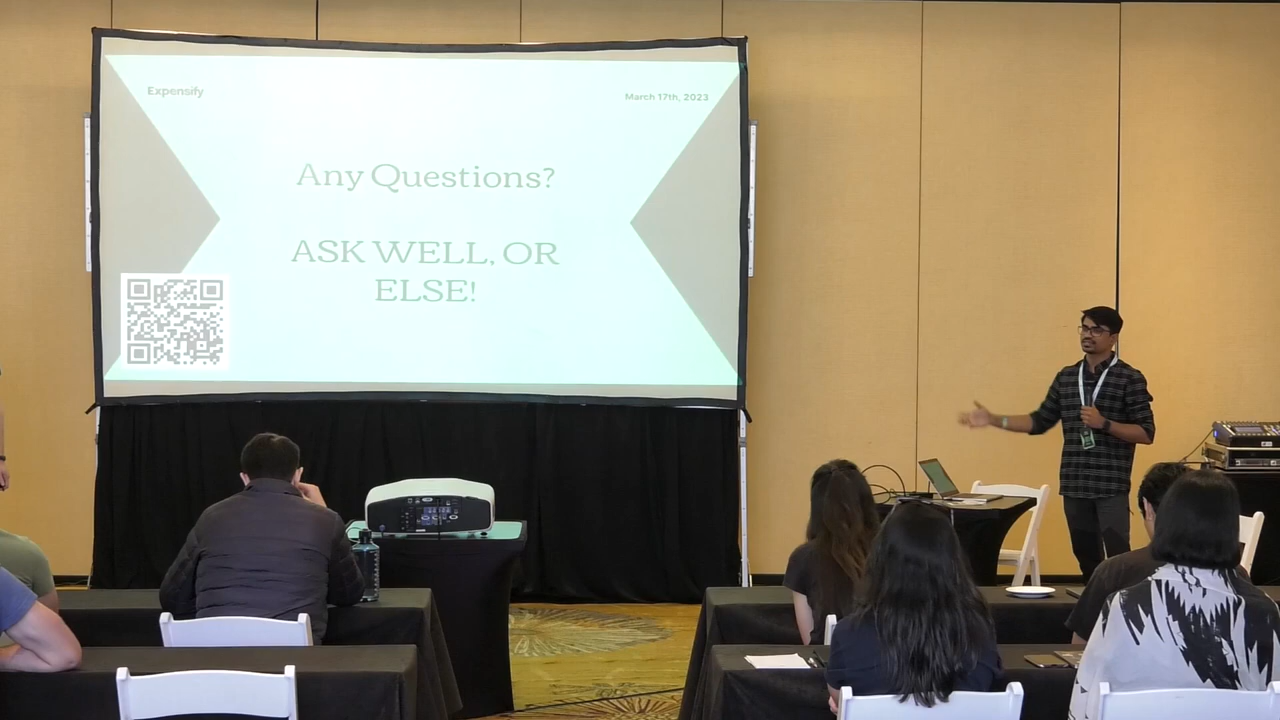 Expensify
March 17th, 2023
Any Questions?
ASK WELL, OR
ELSE!